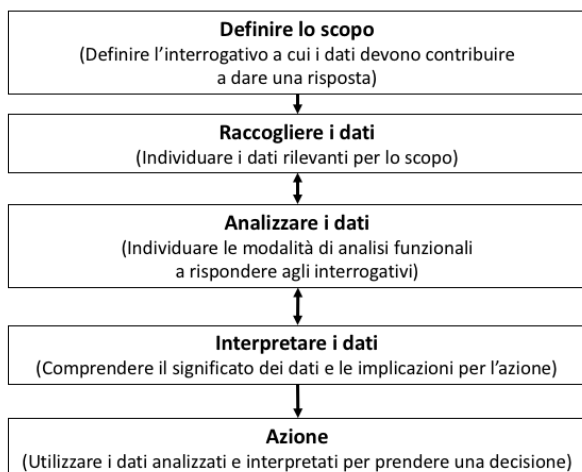 Definire lo scopo
(Definire l'interrogativo a cui i dati devono contribuire
a dare una risposta)
Raccogliere i dati
(Individuare i dati rilevanti per lo scopo)
Analizzare i dati
(Individuare le modalità di analisi funzionali
a rispondere agli interrogativi)
Interpretare i dati
(Comprendere il significato dei dati e le implicazioni per l'azione)
Azione
(Utilizzare i dati analizzati e interpretati per prendere una decisione)